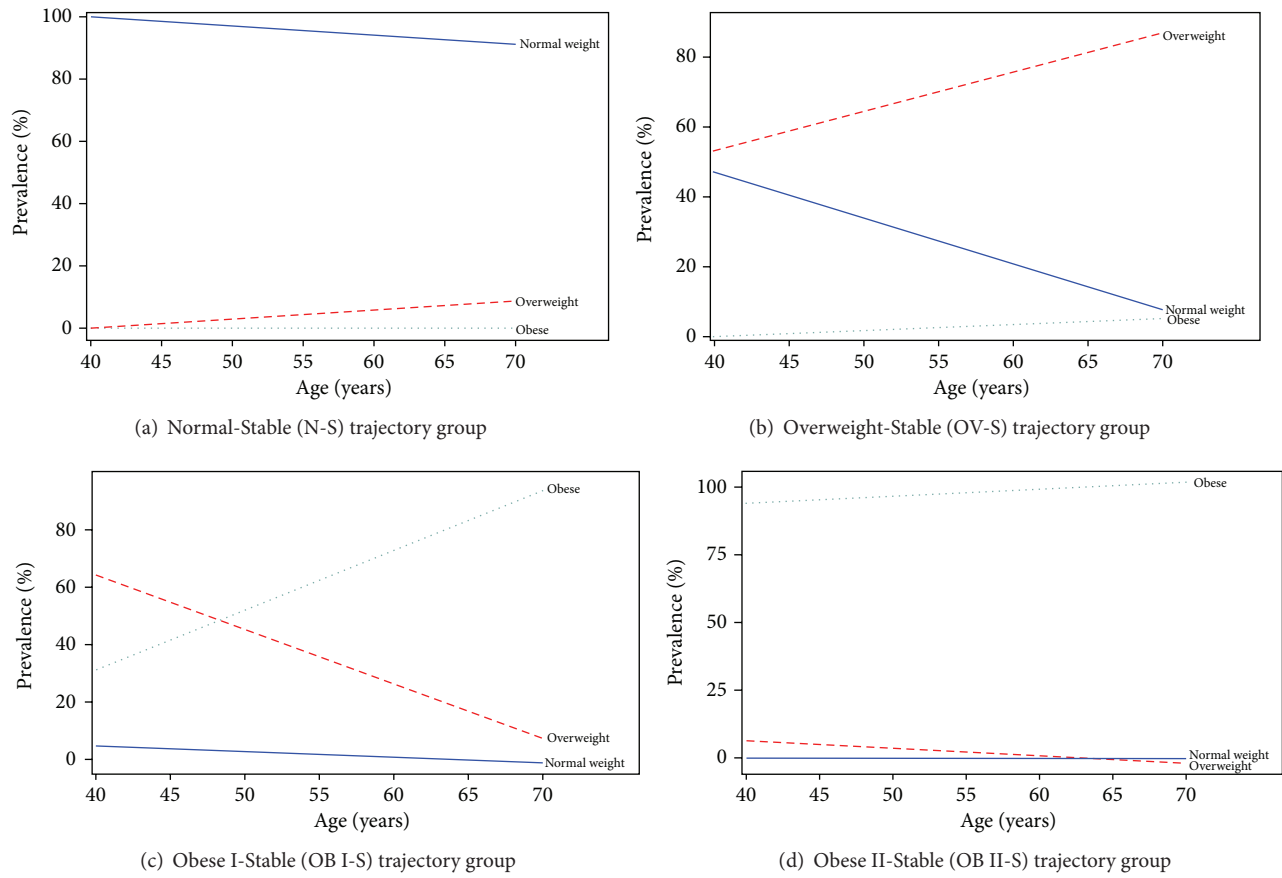 100
80
60
40
20
0
Prevalence (%)
Normal weight
Overweight
Obese
40 45 50 55 60 65 70
Age (years)
(a) Normal-Stable (N-S) trajectory group
80
60
40
20
0
Prevalence (%)
Overweight
Normal weight
Obese
40 45 50 55 60 65 70
Age (years)
(b) Overweight-Stable (OV-S) trajectory group
80
60
40
20
0
Prevalence (%)
Obese
Overweight
Normal weight
40 45 50 55 60 65 70
Age (years)
(c) Obese I-Stable (OB I-S) trajectory group
100
75
50
25
0
Prevalence (%)
Obese
Normal weight
Overweight
40 45 50 55 60 65 70
Age (years)
(d) Obese II-Stable (OB II-S) trajectory group